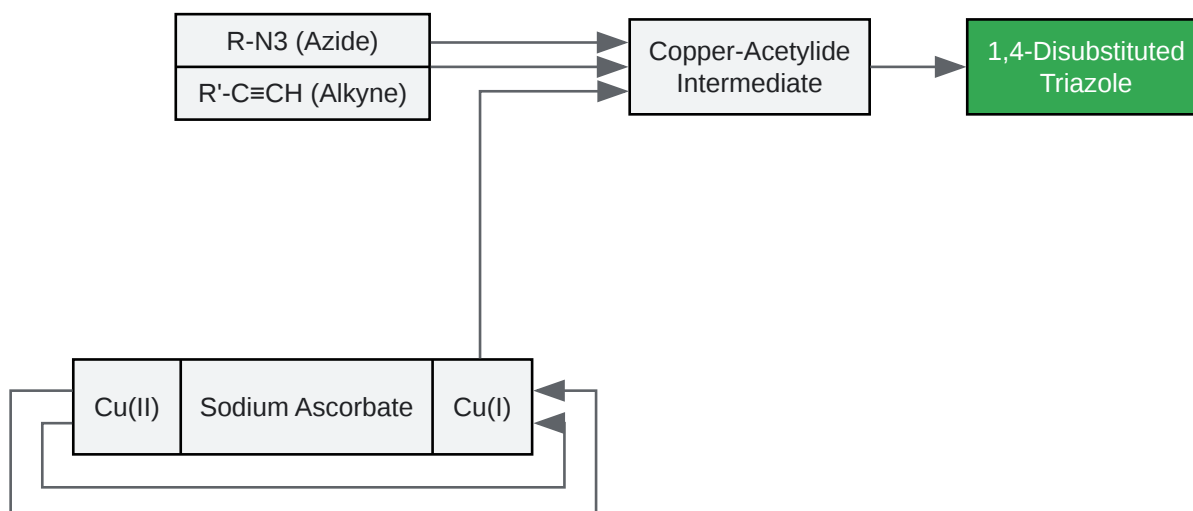 R-N3 (Azide)
R'-C≡CH (Alkyne)
Copper-Acetylide
Intermediate
1,4-Disubstituted
Triazole
Cu(II)
Sodium Ascorbate
Cu(I)